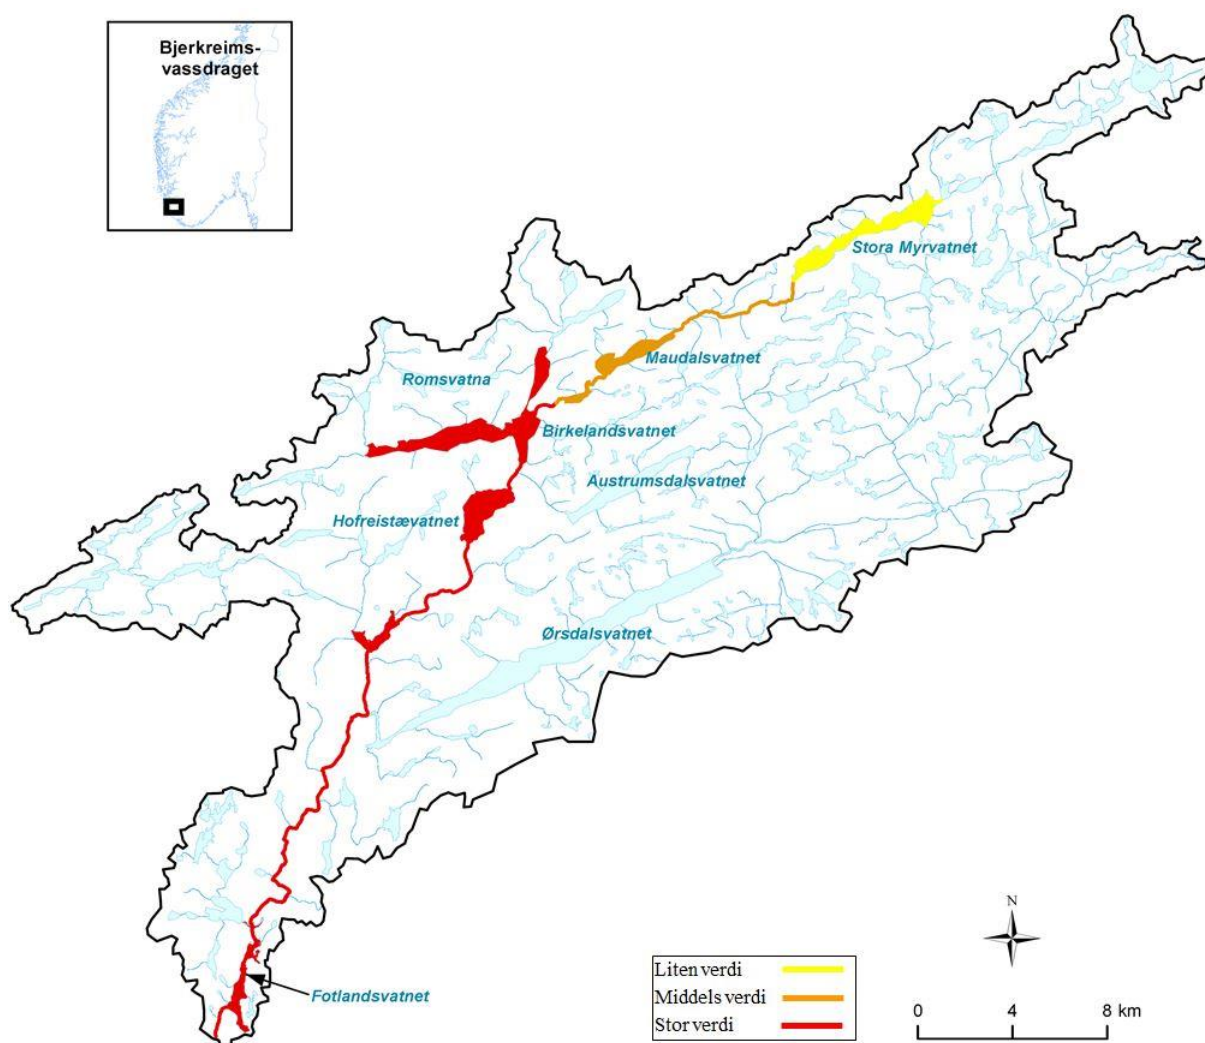 Bjerkreims-
vassdraget
Stora Myrvatnet
Maudalsvatnet
Romsvatna
Birkelandsvatnet
Austrumsdalsvatnet
Hofreistævatnet
Ørsdalsvatnet
Fotlandsvatnet
N
Liten verdi
Middels verdi
Stor verdi
0 4 8 km